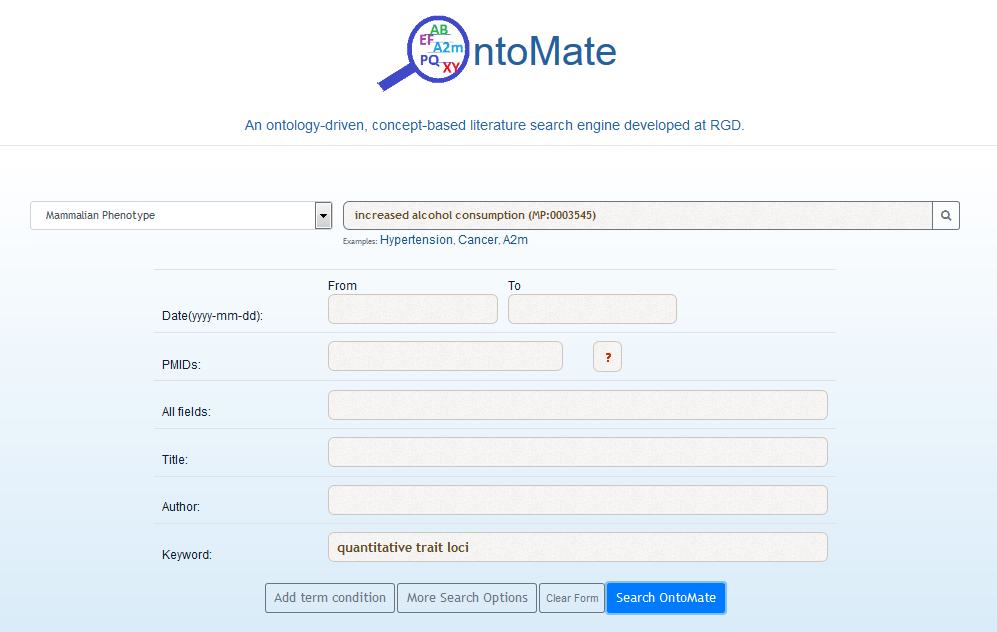 AB
EF
A2m
PQ
XY
ntoMate
An ontology-driven, concept-based literature search engine developed at RGD.
Mammalian Phenotype
increased alcohol consumption (MP:0003545)
Examples: Hypertension, Cancer, A2m
From To
Date(yyyy-mm-dd):
PMIDs: ?
All fields:
Title:
Author:
Keyword: quantitative trait loci
Add term condition More Search Options Clear Form Search OntoMate